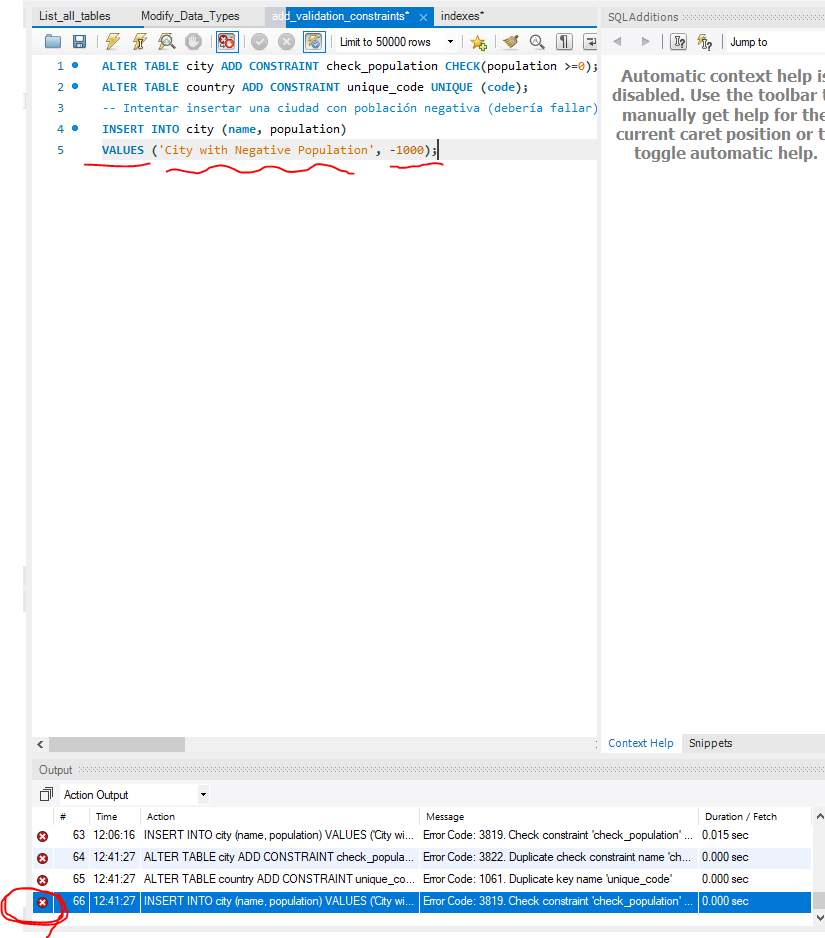 List_all_tables Modify_Data_Types add_validation_constraints* indexes* SQLAdditions
Limit to 50000 rows Jump to
1 ALTER TABLE city ADD CONSTRAINT check_population CHECK(population >=0);
2 ALTER TABLE country ADD CONSTRAINT unique_code UNIQUE (code);
3 -- Intentar insertar una ciudad con población negativa (debería fallar)
4 INSERT INTO city (name, population)
5 VALUES ('City with Negative Population', -1000);
Automatic context help is
disabled. Use the toolbar t
manually get help for the
current caret position or t
toggle automatic help.
Context Help Snippets
Output
Action Output
# Time Action Message Duration / Fetch
63 12:06:16 INSERT INTO city (name, population) VALUES ('City wi... Error Code: 3819. Check constraint 'check_population' ... 0.015 sec
64 12:41:27 ALTER TABLE city ADD CONSTRAINT check_popula... Error Code: 3822. Duplicate check constraint name 'ch... 0.000 sec
65 12:41:27 ALTER TABLE country ADD CONSTRAINT unique_co... Error Code: 1061. Duplicate key name 'unique_code' 0.000 sec
66 12:41:27 INSERT INTO city (name, population) VALUES ('City wi... Error Code: 3819. Check constraint 'check_population' ... 0.000 sec